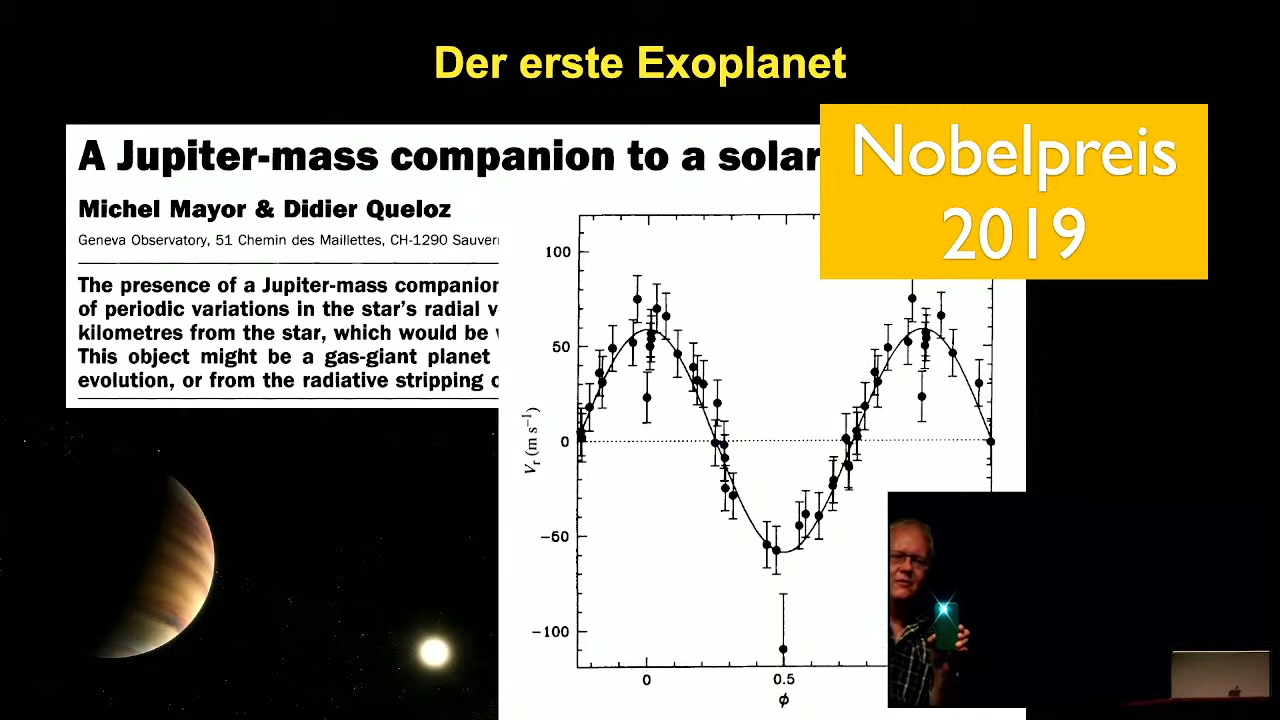 Der erste Exoplanet
A Jupiter-mass companion to a solar
Nobelpreis
2019
Michel Mayor & Didier Queloz
Geneva Observatory, 51 Chemin des Maillettes, CH-1290
The presence of a Jupiter-mass companion
of periodic variations in the star's radial
kilometres from the star, which would be
This object might be a gas-giant planet
evolution, or from the radiative stripping
100
50
0
−50
−100
Vr (m s⁻¹)
0
0.5
ϕ